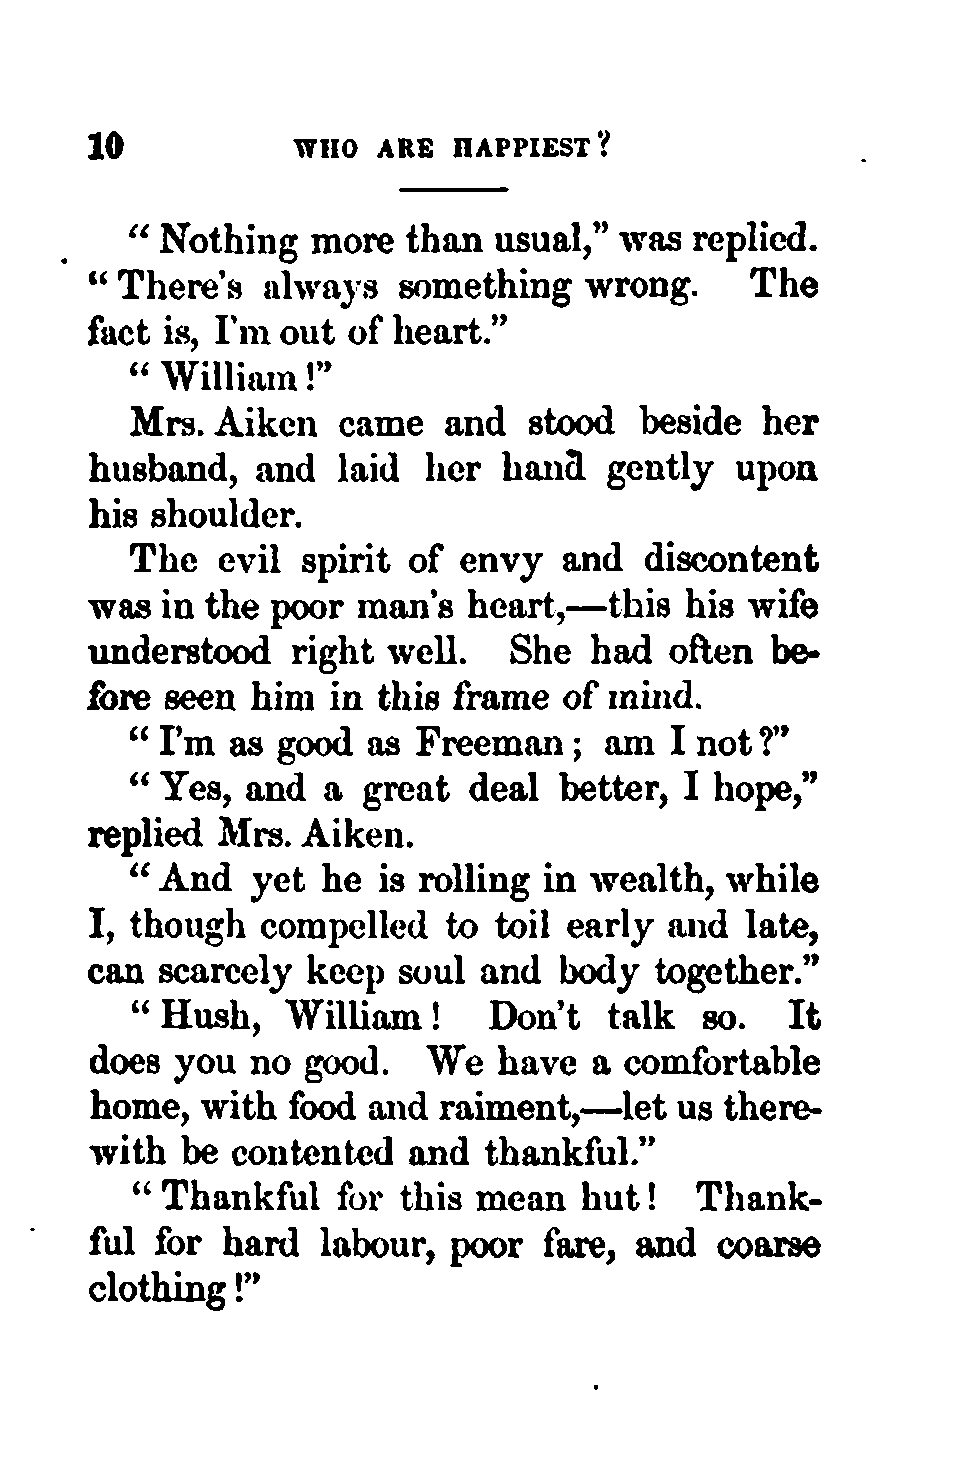 10 WHO ARE HAPPIEST?
“Nothing more than usual,” was replied.
“There's always something wrong. The
fact is, I'm out of heart.”
“William!”
Mrs. Aiken came and stood beside her
husband, and laid her hand gently upon
his shoulder.
The evil spirit of envy and discontent
was in the poor man's heart,—this his wife
understood right well. She had often be-
fore seen him in this frame of mind.
“I'm as good as Freeman; am I not?”
“Yes, and a great deal better, I hope,”
replied Mrs. Aiken.
“And yet he is rolling in wealth, while
I, though compelled to toil early and late,
can scarcely keep soul and body together.”
“Hush, William! Don't talk so. It
does you no good. We have a comfortable
home, with food and raiment,—let us there-
with be contented and thankful.”
“Thankful for this mean hut! Thank-
ful for hard labour, poor fare, and coarse
clothing!”